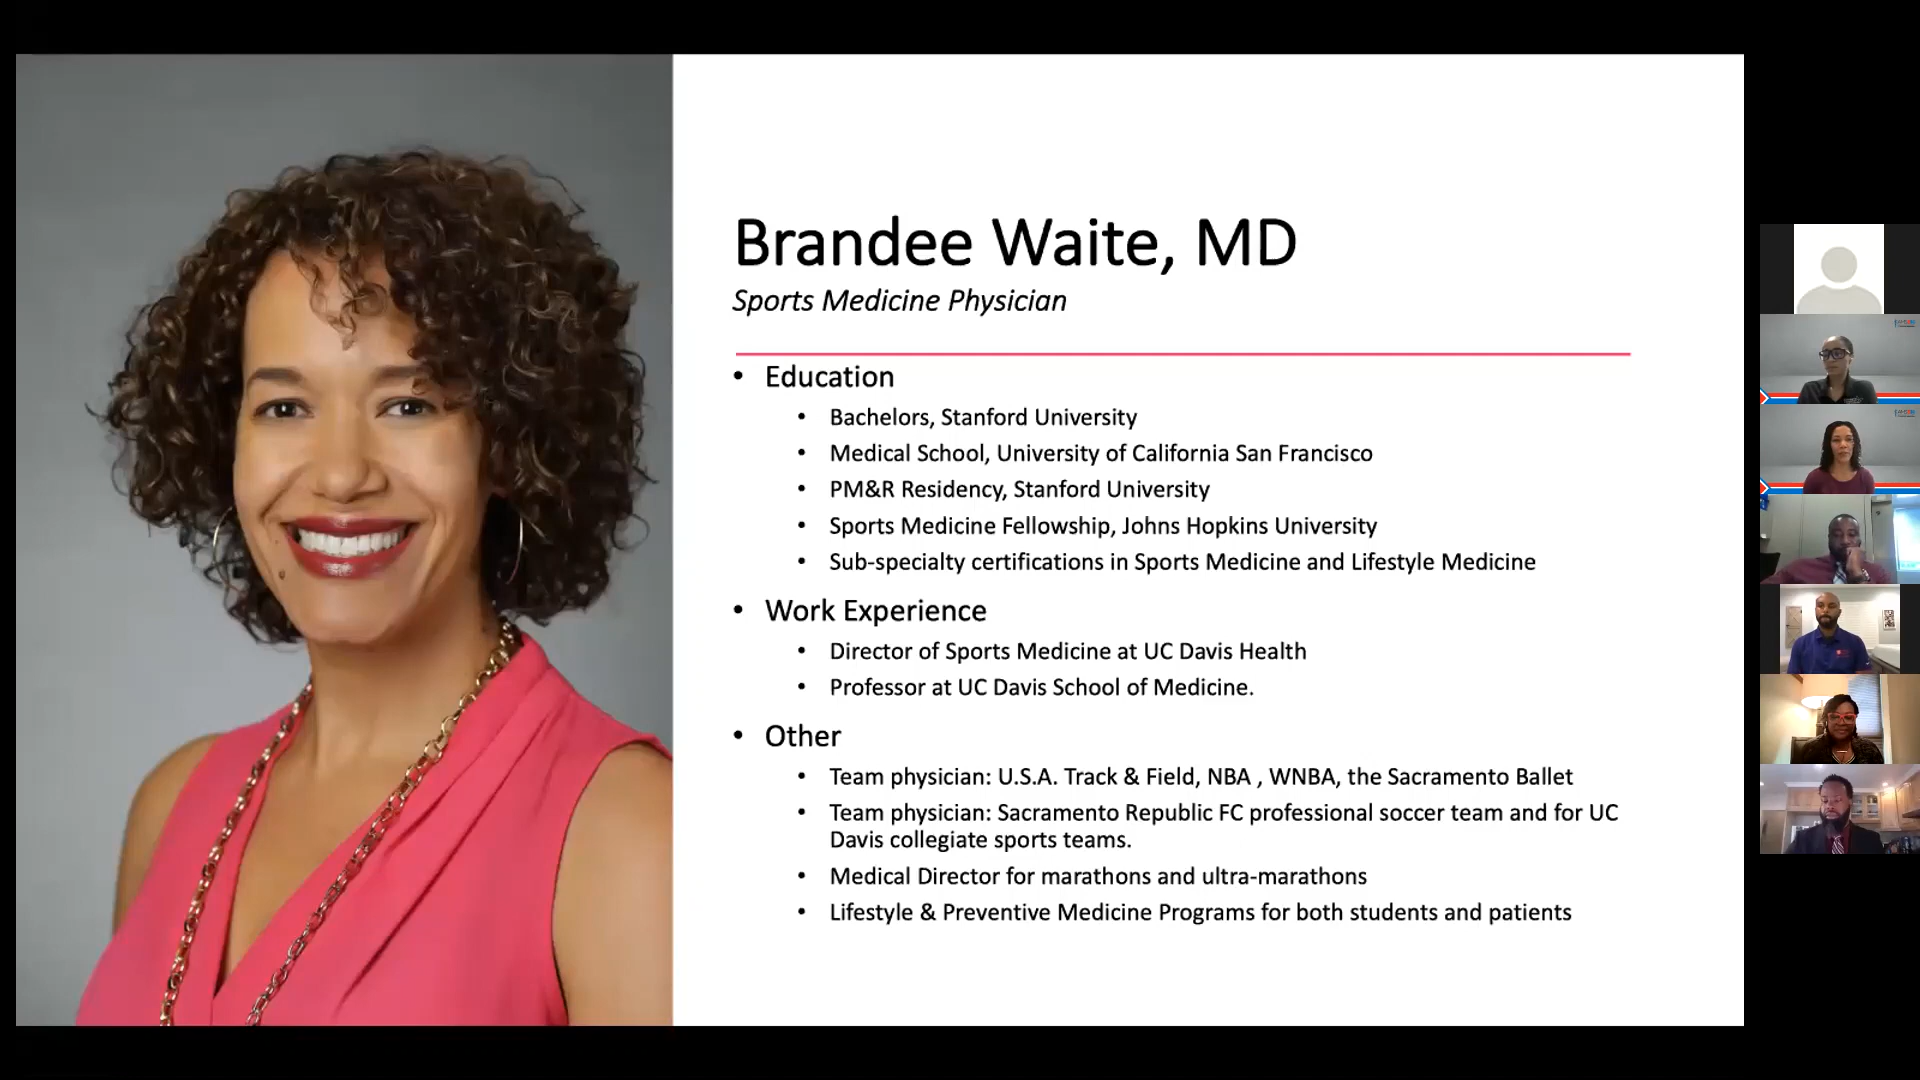 Brandee Waite, MD
Sports Medicine Physician
• Education
• Bachelors, Stanford University
• Medical School, University of California San Francisco
• PM&R Residency, Stanford University
• Sports Medicine Fellowship, Johns Hopkins University
• Sub-specialty certifications in Sports Medicine and Lifestyle Medicine
• Work Experience
• Director of Sports Medicine at UC Davis Health
• Professor at UC Davis School of Medicine.
• Other
• Team physician: U.S.A. Track & Field, NBA , WNBA, the Sacramento Ballet
• Team physician: Sacramento Republic FC professional soccer team and for UC
Davis collegiate sports teams.
• Medical Director for marathons and ultra-marathons
• Lifestyle & Preventive Medicine Programs for both students and patients